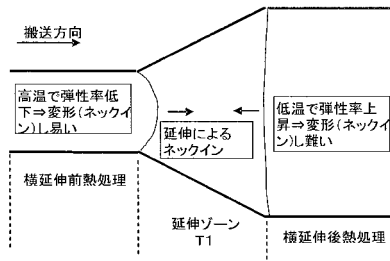 搬送方向
高温で弾性率低
下⇒変形(ネックイ
ン)し易い
延伸による
ネックイン
低温で弾性率上
昇⇒変形(ネックイ
ン)し難い
横延伸前熱処理
延伸ゾーン
T1
横延伸後熱処理